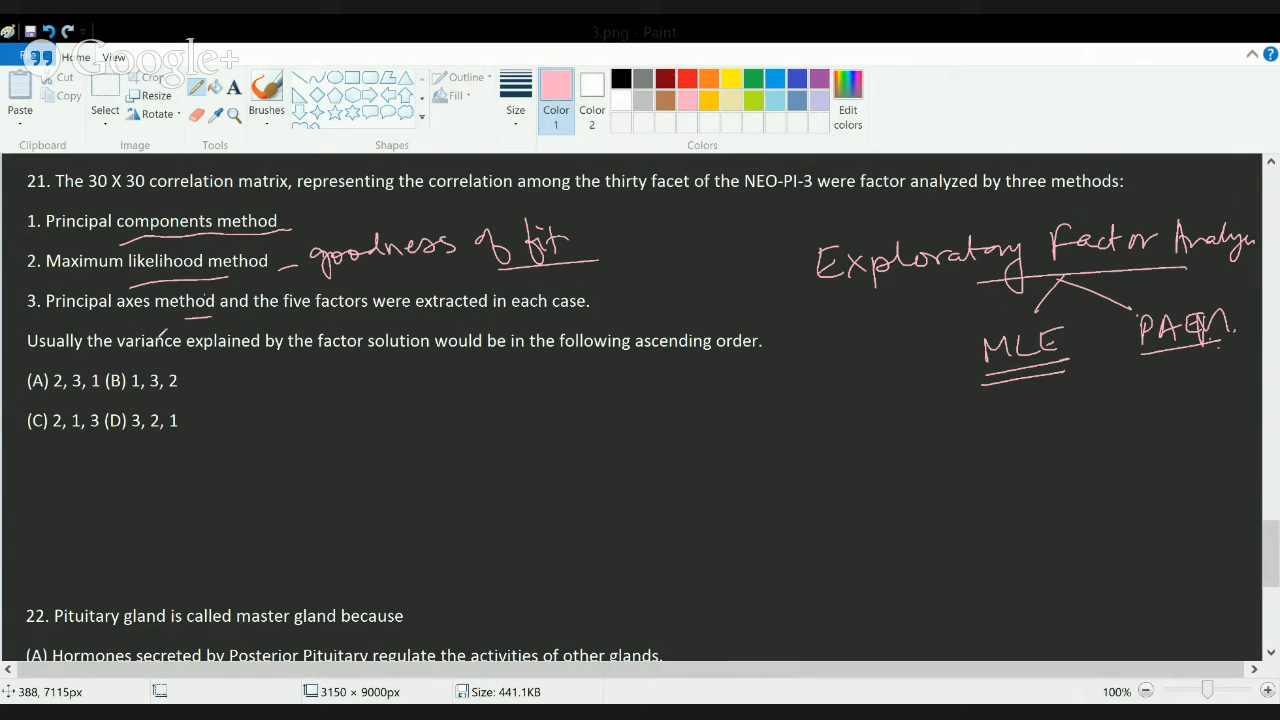 3.png - Paint
Google+
File Home View
Cut
Copy
Paste
Clipboard
Crop
Resize
Rotate
Select
Image
Tools
Brushes
Outline
Fill
Shapes
Size
Color 1
Color 2
Edit colors
Colors
21. The 30 X 30 correlation matrix, representing the correlation among the thirty facet of the NEO-PI-3 were factor analyzed by three methods:
1. Principal components method
goodness of fit
Exploratory Factor
2. Maximum likelihood method
3. Principal axes method and the five factors were extracted in each case.
MLE
Usually the variance explained by the factor solution would be in the following ascending order.
(A) 2, 3, 1 (B) 1, 3, 2
(C) 2, 1, 3 (D) 3, 2, 1
22. Pituitary gland is called master gland because
(A) Hormones secreted by Posterior Pituitary regulate the activities of other glands.
388, 7115px
3150 × 9000px
Size: 441.1KB
100%